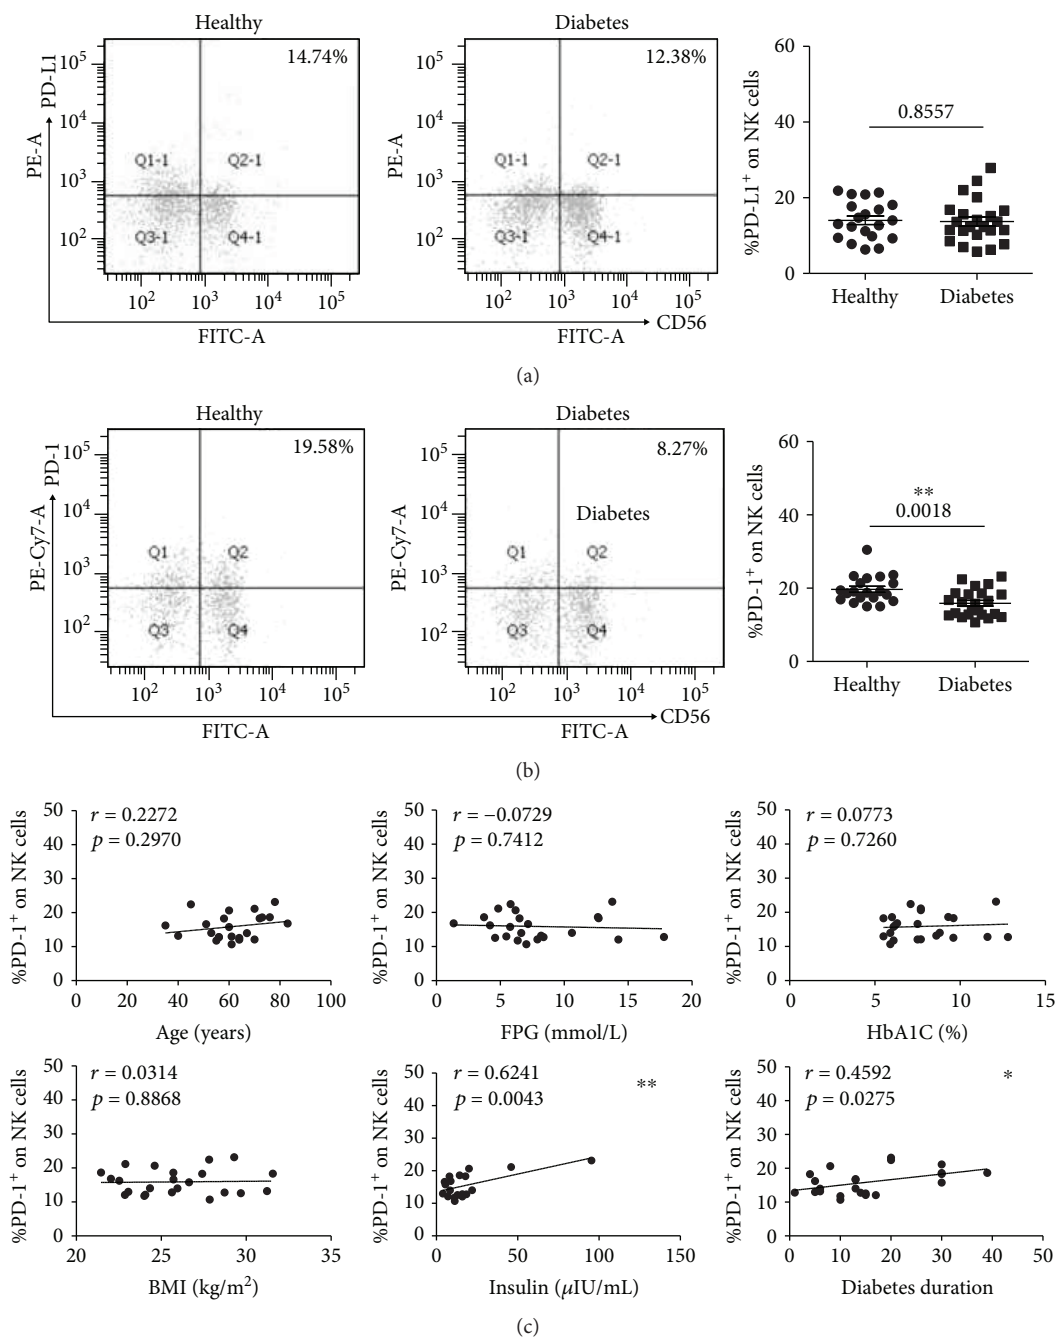 Healthy
Diabetes
14.74%
12.38%
PD-L1
PE-A
10^5
10^4
10^3
10^2
Q1-1
Q2-1
Q3-1
Q4-1
10^2
10^3
10^4
10^5
FITC-A
PE-A
10^5
10^4
10^3
10^2
Q1-1
Q2-1
Q3-1
Q4-1
10^2
10^3
10^4
10^5
FITC-A
CD56
%PD-L1+ on NK cells
60
40
20
0
0.8557
Healthy
Diabetes
(a)
Healthy
Diabetes
19.58%
8.27%
PD-1
PE-Cy7-A
10^5
10^4
10^3
10^2
Q1
Q2
Q3
Q4
10^2
10^3
10^4
10^5
FITC-A
PE-Cy7-A
10^5
10^4
10^3
10^2
Diabetes
Q1
Q2
Q3
Q4
10^2
10^3
10^4
10^5
FITC-A
CD56
%PD-1+ on NK cells
60
40
20
0
**
0.0018
Healthy
Diabetes
(b)
%PD-1+ on NK cells
50
40
30
20
10
0
r = 0.2272
p = 0.2970
0 20 40 60 80 100
Age (years)
%PD-1+ on NK cells
50
40
30
20
10
0
r = −0.0729
p = 0.7412
0 5 10 15 20
FPG (mmol/L)
%PD-1+ on NK cells
50
40
30
20
10
0
r = 0.0773
p = 0.7260
0 5 10 15
HbA1C (%)
%PD-1+ on NK cells
50
40
30
20
10
0
r = 0.0314
p = 0.8868
20 25 30 35
BMI (kg/m²)
%PD-1+ on NK cells
50
40
30
20
10
0
r = 0.6241
p = 0.0043
**
0 50 100 150
Insulin (μIU/mL)
%PD-1+ on NK cells
50
40
30
20
10
0
r = 0.4592
p = 0.0275
*
0 10 20 30 40 50
Diabetes duration
(c)